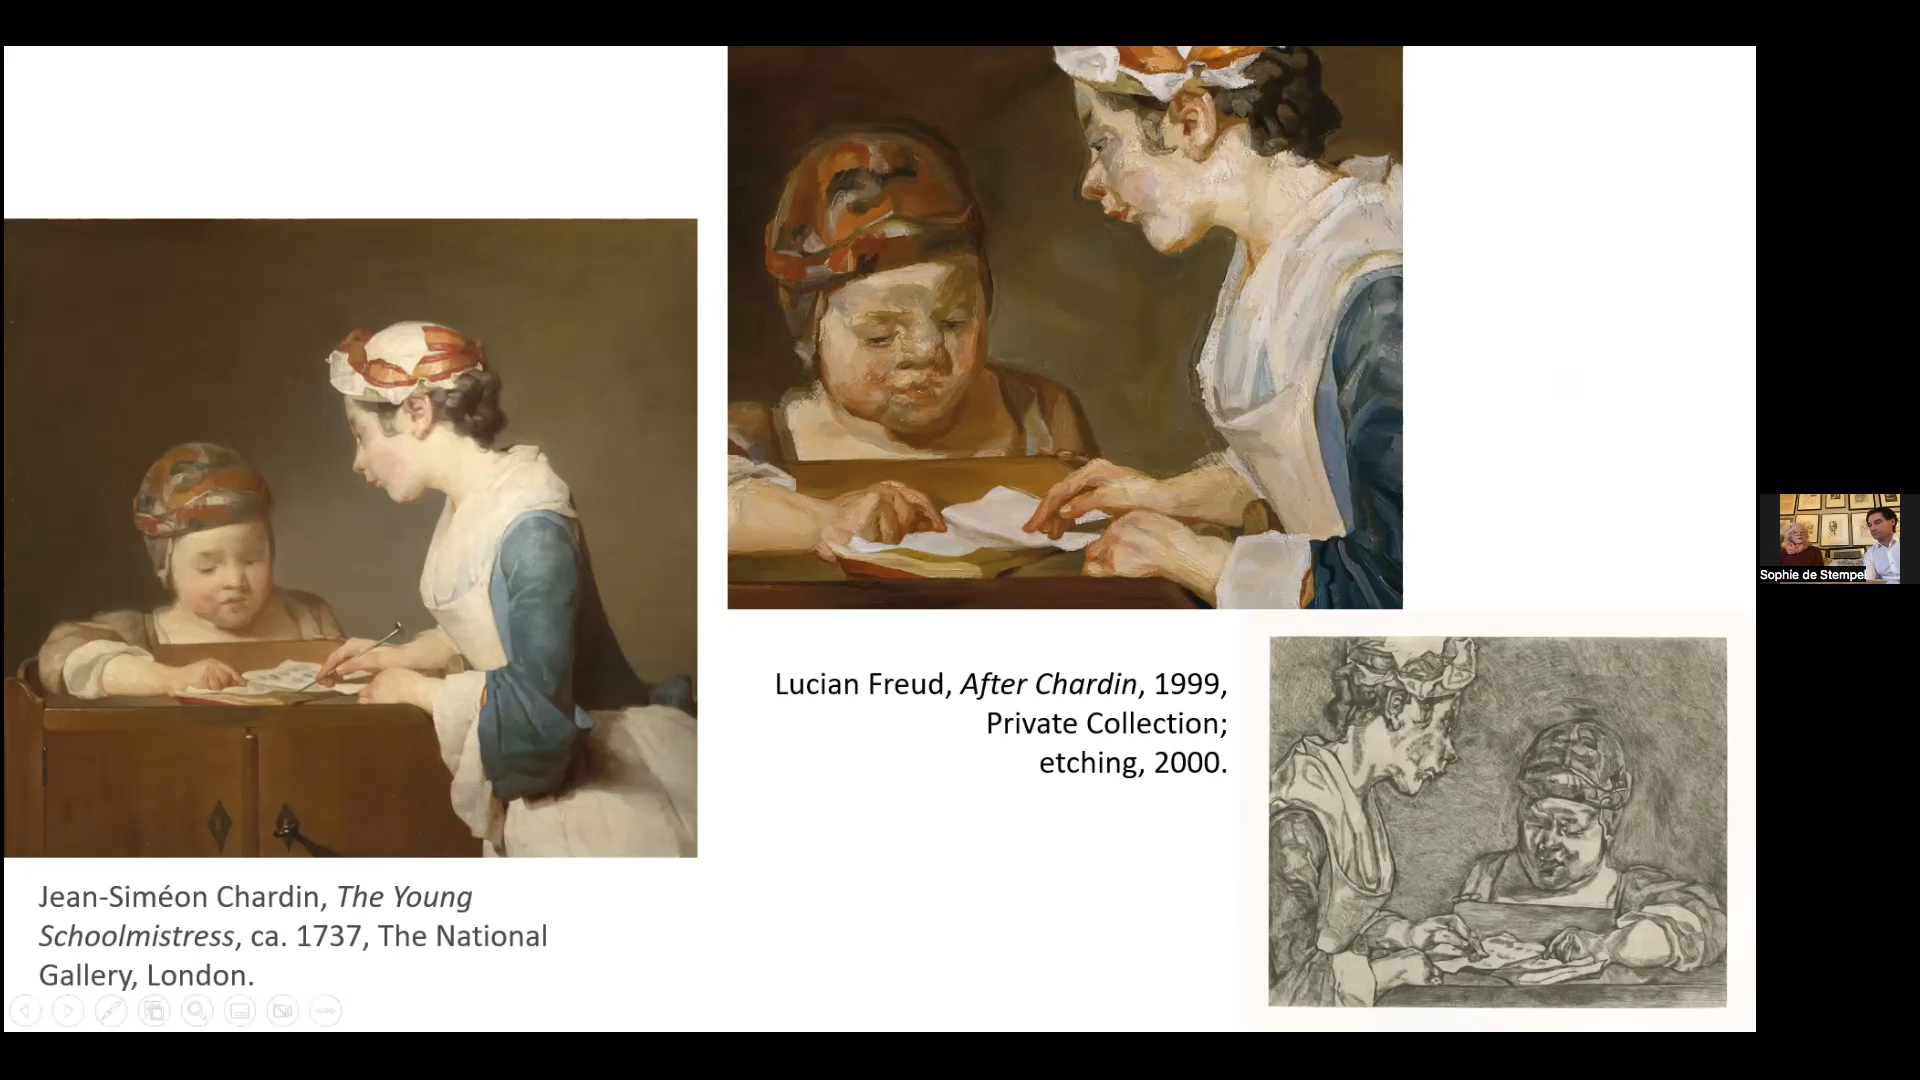 Lucian Freud, After Chardin, 1999,
Private Collection;
etching, 2000.
Jean-Siméon Chardin, The Young
Schoolmistress, ca. 1737, The National
Gallery, London.
Sophie de Stempel